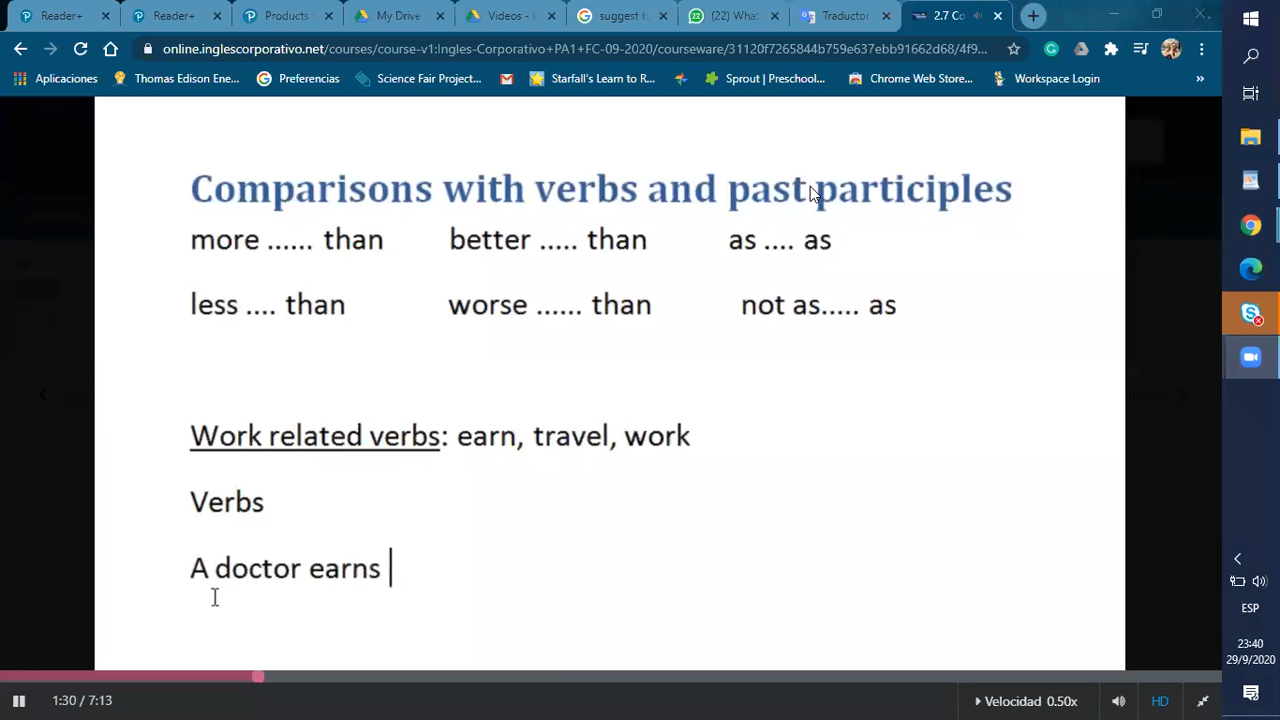 Reader+
Reader+
Products
My Drive
Videos -
suggest t
(22) What
Traductor
2.7 Co
online.inglescorporativo.net/courses/course-v1:Ingles-Corporativo+PA1+FC-09-2020/courseware/31120f7265844b759e637ebb91662d68/4f9...
Aplicaciones
Thomas Edison Ene...
Preferencias
Science Fair Project...
Starfall's Learn to R...
Sprout | Preschool...
Chrome Web Store...
Workspace Login
»
Comparisons with verbs and past participles
more ...... than better ..... than as .... as
less .... than worse ...... than not as..... as
Work related verbs: earn, travel, work
Verbs
A doctor earns
1:30 / 7:13
Velocidad 0.50x
HD
ESP
23:40
29/9/2020